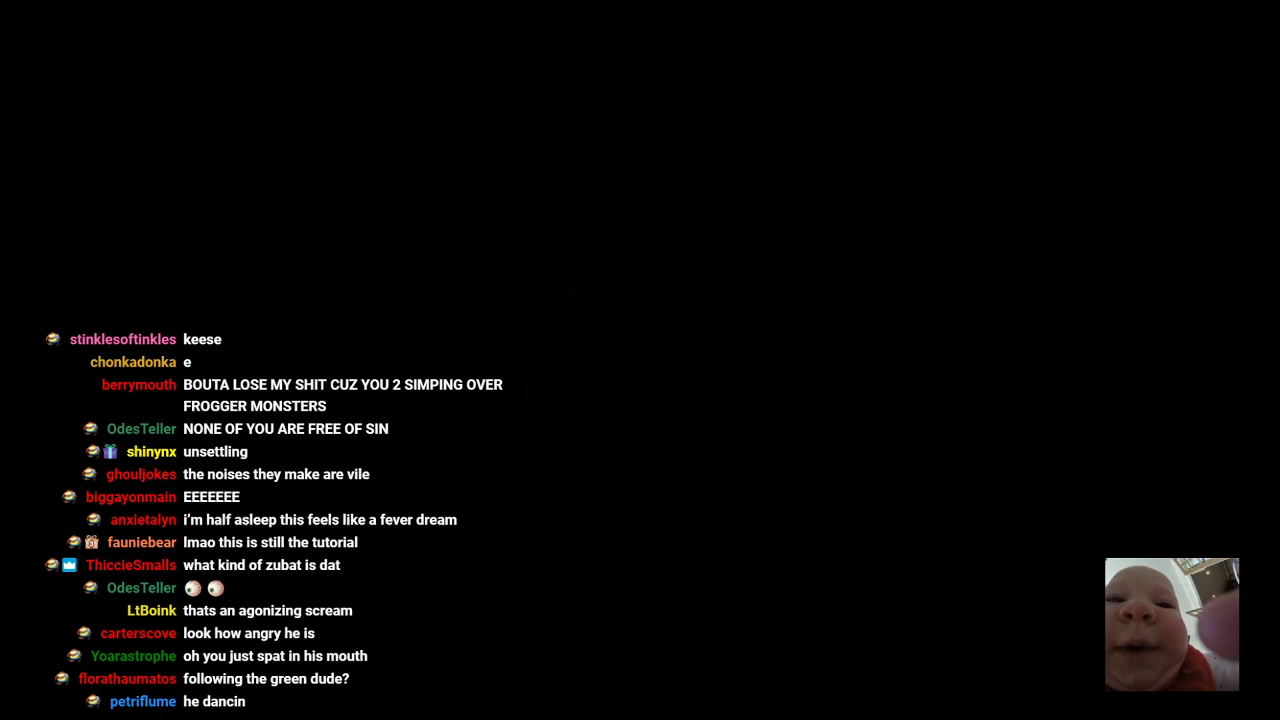 stinklesoftinkles keese
chonkadonka e
berrymouth BOUTA LOSE MY SHIT CUZ YOU 2 SIMPING OVER
FROGGER MONSTERS
OdesTeller NONE OF YOU ARE FREE OF SIN
shinynx unsettling
ghouljokes the noises they make are vile
biggayonmain EEEEEEE
anxietalyn i'm half asleep this feels like a fever dream
fauniebear lmao this is still the tutorial
ThiccieSmalls what kind of zubat is dat
OdesTeller
LtBoink thats an agonizing scream
carterscove look how angry he is
Yoarastrophe oh you just spat in his mouth
florathaumatos following the green dude?
petriflume he dancin